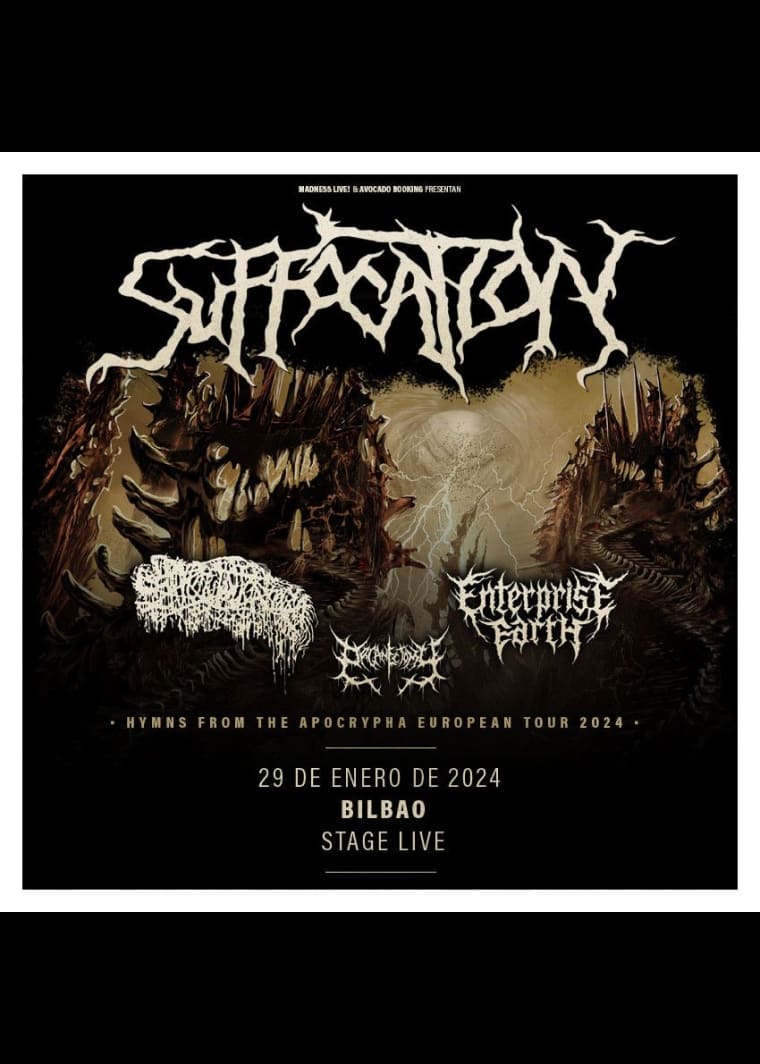 MADNESS LIVE! & AVOCADO BOOKING PRESENTAN
SUFFOCATION
ENTERPRISE
EARTH
ORGANECTOMY
· HYMNS FROM THE APOCRYPHA EUROPEAN TOUR 2024 ·
29 DE ENERO DE 2024
BILBAO
STAGE LIVE